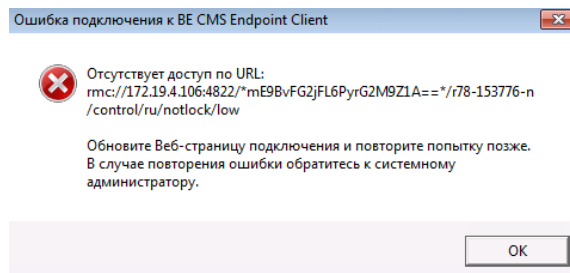 Ошибка подключения к BE CMS Endpoint Client
Отсутствует доступ по URL:
rmc://172.19.4.106:4822/*mE9BvFG2jFL6PyrG2M9Z1A==*/r78-153776-n
/control/ru/notlock/low
Обновите Веб-страницу подключения и повторите попытку позже.
В случае повторения ошибки обратитесь к системному
администратору.
OK